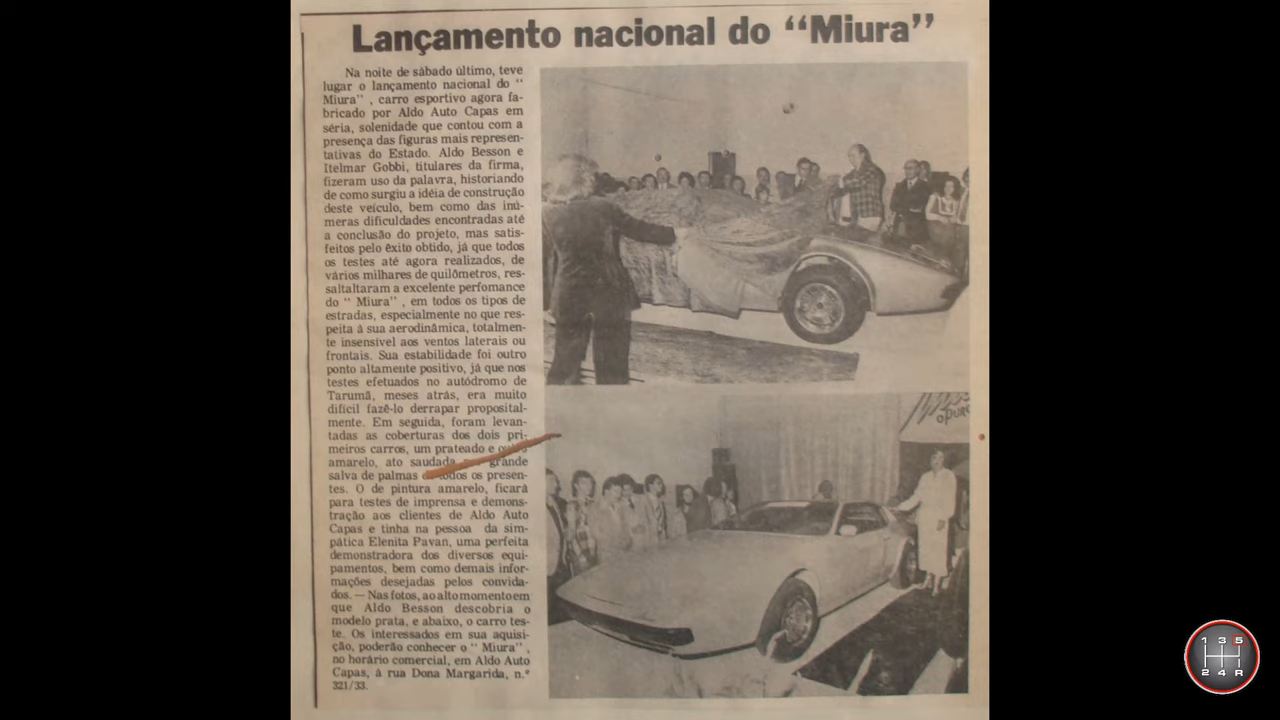 Lançamento nacional do “Miura”
Na noite de sábado último, teve
lugar o lançamento nacional do “
Miura” , carro esportivo agora fa-
bricado por Aldo Auto Capas em
séria, solenidade que contou com a
presença das figuras mais represen-
tativas do Estado. Aldo Besson e
Itelmar Gobbi, titulares da firma,
fizeram uso da palavra, historiando
de como surgiu a idéia de construção
deste veículo, bem como das inú-
meras dificuldades encontradas até
a conclusão do projeto, mas satis-
feitos pelo êxito obtido, já que todos
os testes até agora realizados, de
vários milhares de quilômetros, res-
saltaltaram a excelente perfomance
do “ Miura” , em todos os tipos de
estradas, especialmente no que res-
peita à sua aerodinâmica, totalmen-
te insensível aos ventos laterais ou
frontais. Sua estabilidade foi outro
ponto altamente positivo, já que nos
testes efetuados no autódromo de
Tarumã, meses atrás, era muito
difícil fazê-lo derrapar proposital-
mente. Em seguida, foram levan-
tadas as coberturas dos dois pri-
meiros carros, um prateado e
amarelo, ato saudada grande
salva de palmas todos os presen-
tes. O de pintura amarelo, ficará
para testes de imprensa e demons-
tração aos clientes de Aldo Auto
Capas e tinha na pessoa da sim-
pática Elenita Pavan, uma perfeita
demonstradora dos diversos equi-
pamentos, bem como demais infor-
mações desejadas pelos convida-
dos. — Nas fotos, ao alto momento em
que Aldo Besson descobria o
modelo prata, e abaixo, o carro tes-
te. Os interessados em sua aquisi-
ção, poderão conhecer o “ Miura” ,
no horário comercial, em Aldo Auto
Capas, à rua Dona Margarida, n.º
321/33.
1 3 5
2 4 R